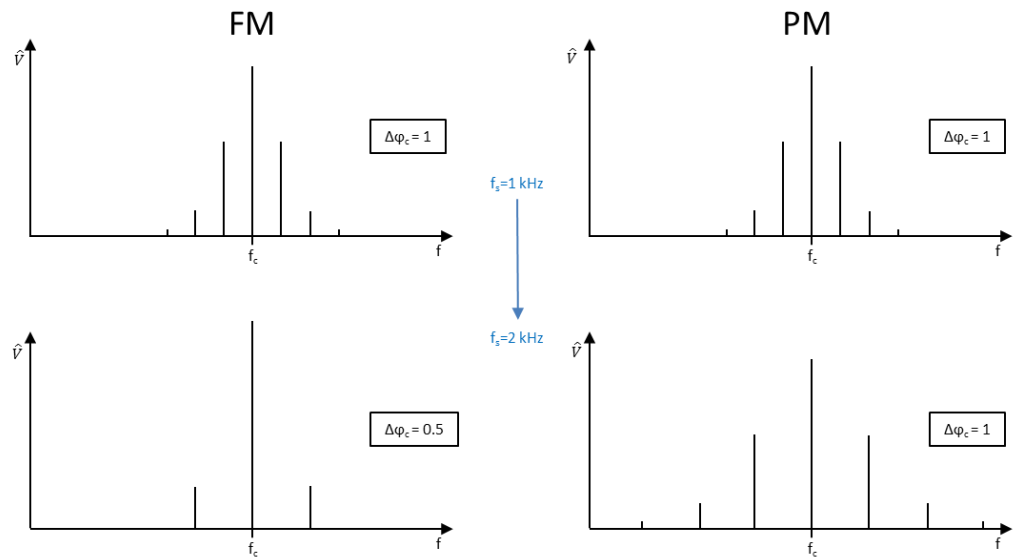 FM
PM
V̂
V̂
Δφc = 1
Δφc = 1
fs=1 kHz
fc
f
fc
f
fs=2 kHz
V̂
V̂
Δφc = 0.5
Δφc = 1
fc
f
fc
f